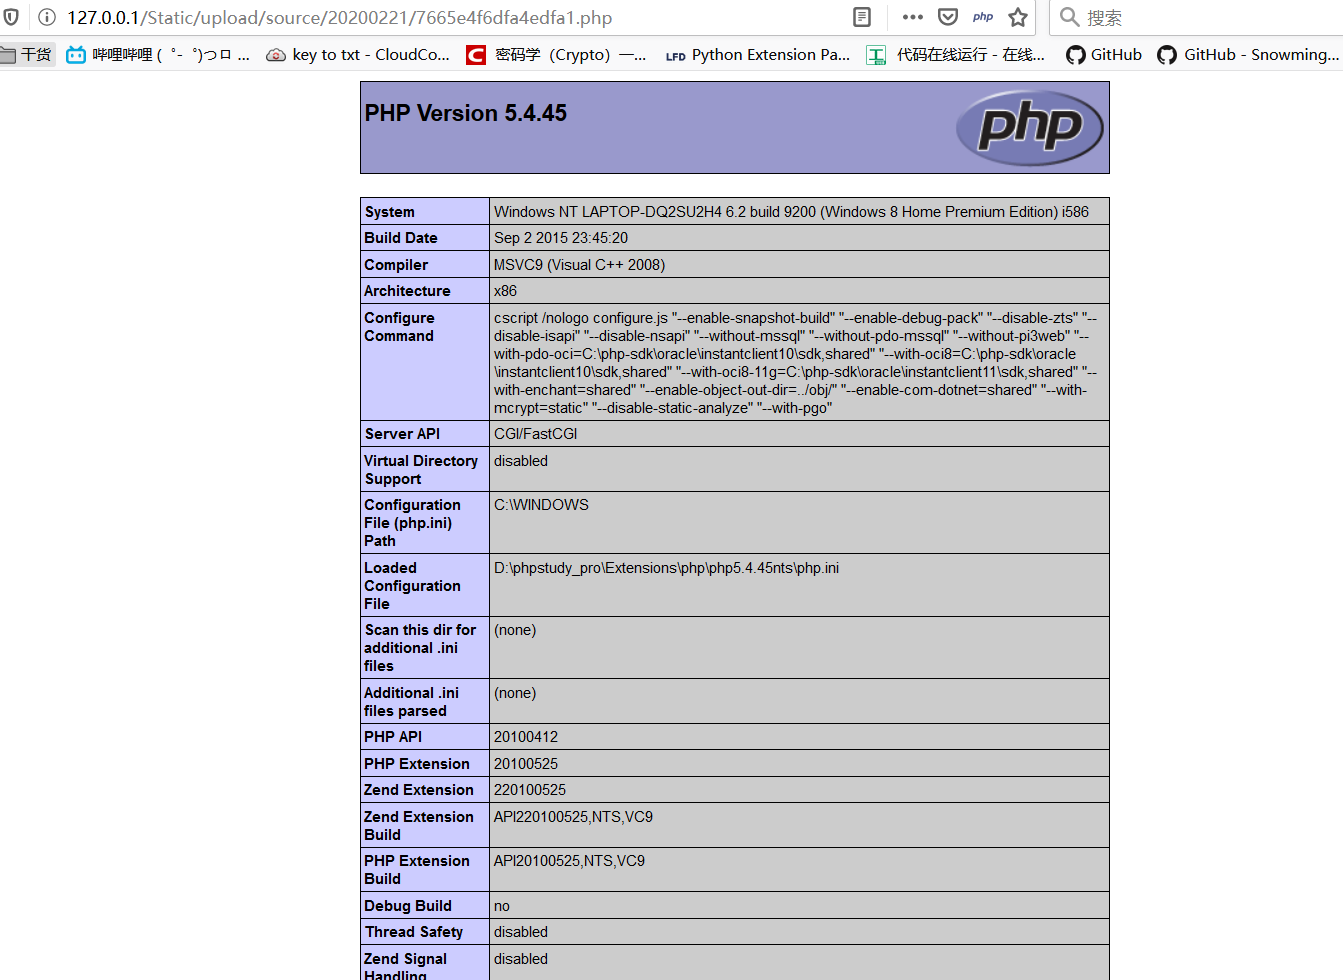 127.0.0.1/Static/upload/source/20200221/7665e4f6dfa4edfa1.php
php
搜索
干货
哔哩哔哩 (゜-゜)つロ ...
key to txt - CloudCo...
C
密码学（Crypto）一...
LFD
Python Extension Pa...
代码在线运行 - 在线...
GitHub
GitHub - Snowming...
PHP Version 5.4.45
php
System
Windows NT LAPTOP-DQ2SU2H4 6.2 build 9200 (Windows 8 Home Premium Edition) i586
Build Date
Sep 2 2015 23:45:20
Compiler
MSVC9 (Visual C++ 2008)
Architecture
x86
Configure
Command
cscript /nologo configure.js "--enable-snapshot-build" "--enable-debug-pack" "--disable-zts" "--
disable-isapi" "--disable-nsapi" "--without-mssql" "--without-pdo-mssql" "--without-pi3web" "--
with-pdo-oci=C:\php-sdk\oracle\instantclient10\sdk,shared" "--with-oci8=C:\php-sdk\oracle
\instantclient10\sdk,shared" "--with-oci8-11g=C:\php-sdk\oracle\instantclient11\sdk,shared" "--
with-enchant=shared" "--enable-object-out-dir=../obj/" "--enable-com-dotnet=shared" "--with-
mcrypt=static" "--disable-static-analyze" "--with-pgo"
Server API
CGI/FastCGI
Virtual Directory
Support
disabled
Configuration
File (php.ini)
Path
C:\WINDOWS
Loaded
Configuration
File
D:\phpstudy_pro\Extensions\php\php5.4.45nts\php.ini
Scan this dir for
additional .ini
files
(none)
Additional .ini
files parsed
(none)
PHP API
20100412
PHP Extension
20100525
Zend Extension
220100525
Zend Extension
Build
API220100525,NTS,VC9
PHP Extension
Build
API20100525,NTS,VC9
Debug Build
no
Thread Safety
disabled
Zend Signal
Handling
disabled